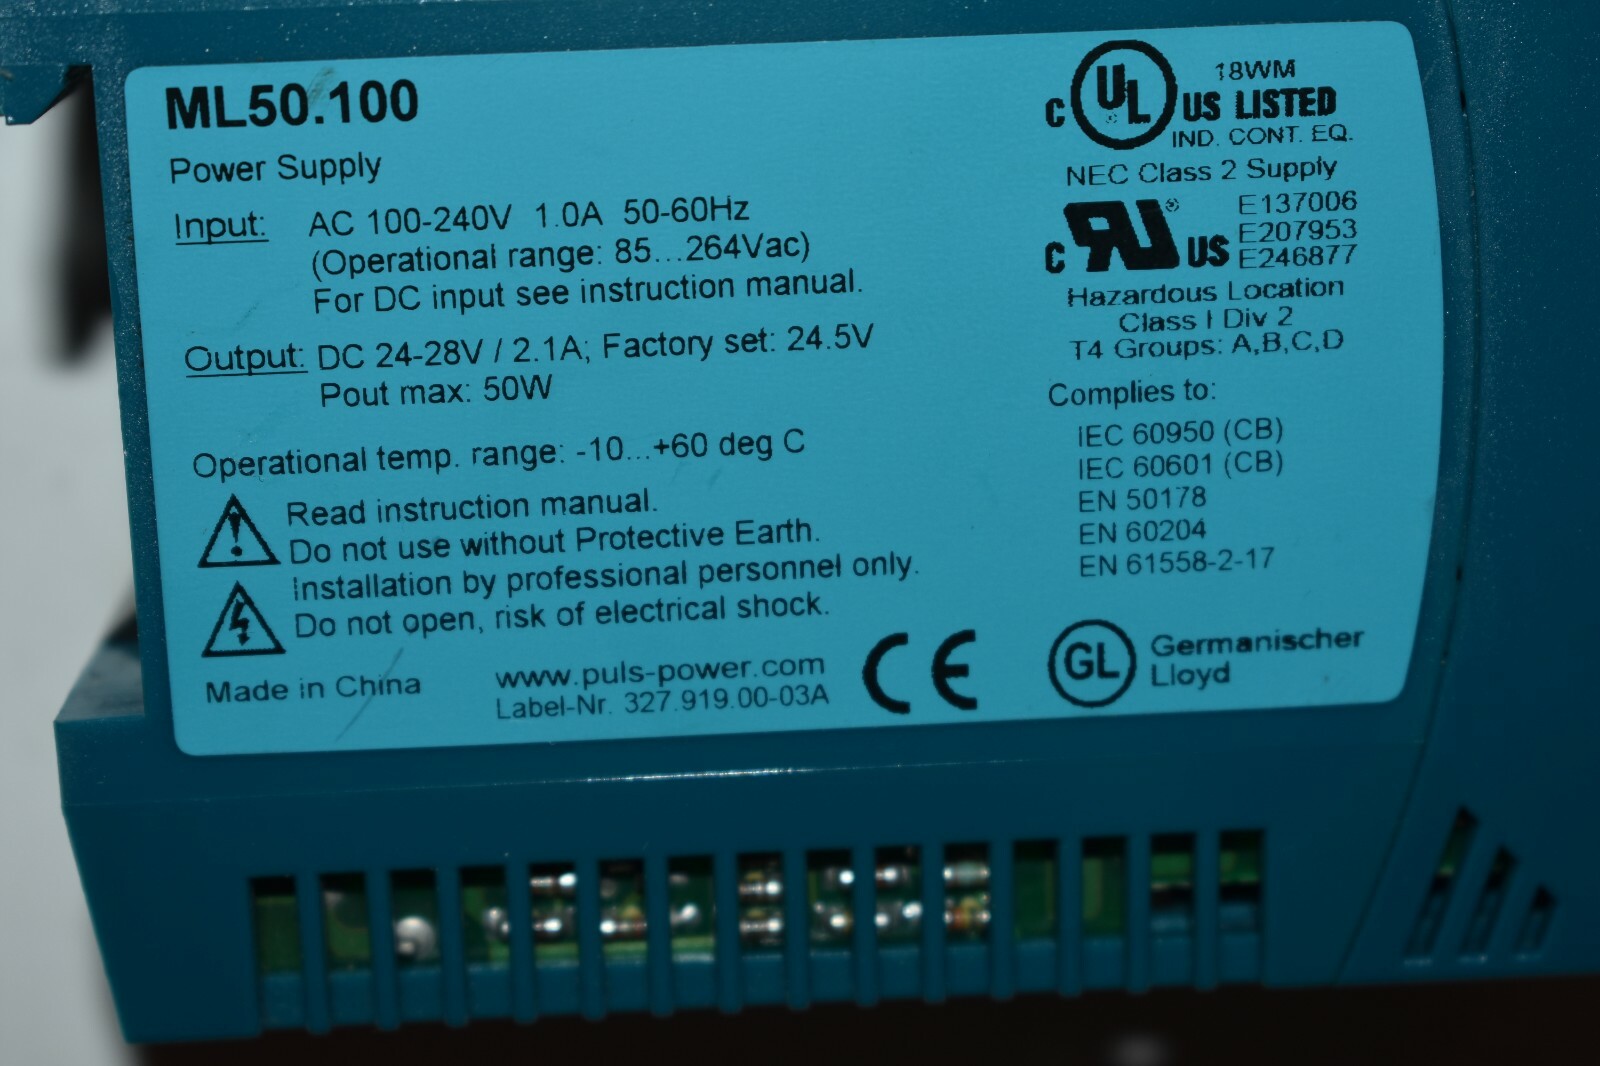 ML50.100
Power Supply
Input: AC 100-240V 1.0A 50-60Hz
(Operational range: 85...264Vac)
For DC input see instruction manual.
Output: DC 24-28V / 2.1A; Factory set: 24.5V
Pout max: 50W
Operational temp. range: -10...+60 deg C
Read instruction manual.
Do not use without Protective Earth.
Installation by professional personnel only.
Do not open, risk of electrical shock.
Made in China
www.puls-power.com
Label-Nr. 327.919.00-03A
CE
18WM
C UL US LISTED
IND. CONT. EQ.
NEC Class 2 Supply
C RU ® US
E137006
E207953
E246877
Hazardous Location
Class I Div 2
T4 Groups: A,B,C,D
Complies to:
IEC 60950 (CB)
IEC 60601 (CB)
EN 50178
EN 60204
EN 61558-2-17
GL Germanischer
Lloyd